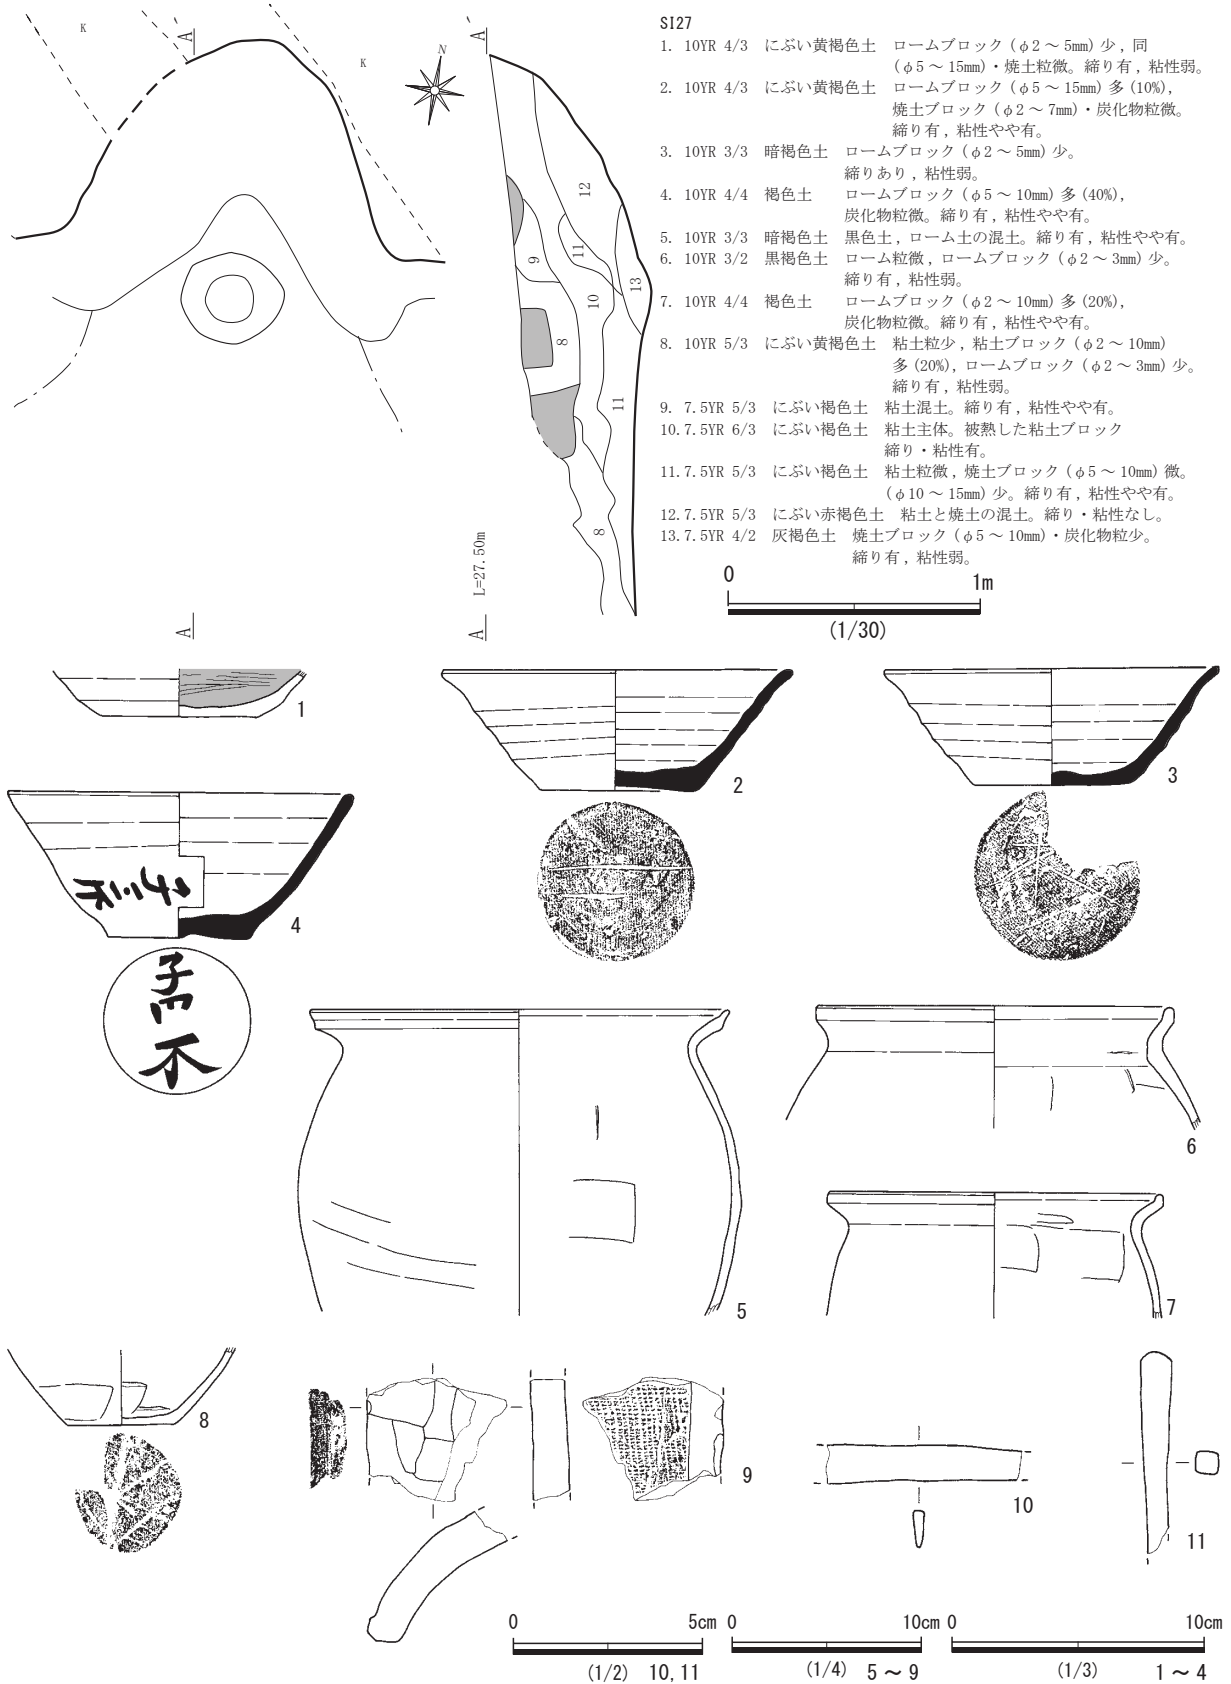 SI27
1. 10YR 4/3 にぶい黄褐色土 ロームブロック（φ2～5㎜）少，同
（φ5～15㎜）・焼土粒微。締り有，粘性弱。
2. 10YR 4/3 にぶい黄褐色土 ロームブロック（φ5～15㎜）多（10%），
焼土ブロック（φ2～7㎜）・炭化物粒微。
締り有，粘性やや有。
3. 10YR 3/3 暗褐色土 ロームブロック（φ2～5㎜）少。
締りあり，粘性弱。
4. 10YR 4/4 褐色土 ロームブロック（φ5～10㎜）多（40%），
炭化物粒微。締り有，粘性やや有。
5. 10YR 3/3 暗褐色土 黒色土，ローム土の混土。締り有，粘性やや有。
6. 10YR 3/2 黒褐色土 ローム粒微，ロームブロック（φ2～3㎜）少。
締り有，粘性弱。
7. 10YR 4/4 褐色土 ロームブロック（φ2～10㎜）多（20%），
炭化物粒微。締り有，粘性やや有。
8. 10YR 5/3 にぶい黄褐色土 粘土粒少，粘土ブロック（φ2～10㎜）
多（20%），ロームブロック（φ2～3㎜）少。
締り有，粘性弱。
9. 7.5YR 5/3 にぶい褐色土 粘土混土。締り有，粘性やや有。
10. 7.5YR 6/3 にぶい褐色土 粘土主体。被熱した粘土ブロック
締り・粘性有。
11. 7.5YR 5/3 にぶい褐色土 粘土粒微，焼土ブロック（φ5～10㎜）微。
（φ10～15㎜）少。締り有，粘性やや有。
12. 7.5YR 5/3 にぶい赤褐色土 粘土と焼土の混土。締り・粘性なし。
13. 7.5YR 4/2 灰褐色土 焼土ブロック（φ5～10㎜）・炭化物粒少。
締り有，粘性弱。
K
A
K
N
A
12
11
9
13
10
8
11
8
L=27.50m
A
A
0 1m
(1/30)
1
2
3
4
5
6
7
8
9
10
11
0 5cm
(1/2) 10, 11
0 10cm
(1/4) 5～9
0 10cm
(1/3) 1～4